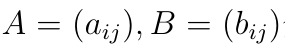 A = (a_{ij}), B = (b_{ij})